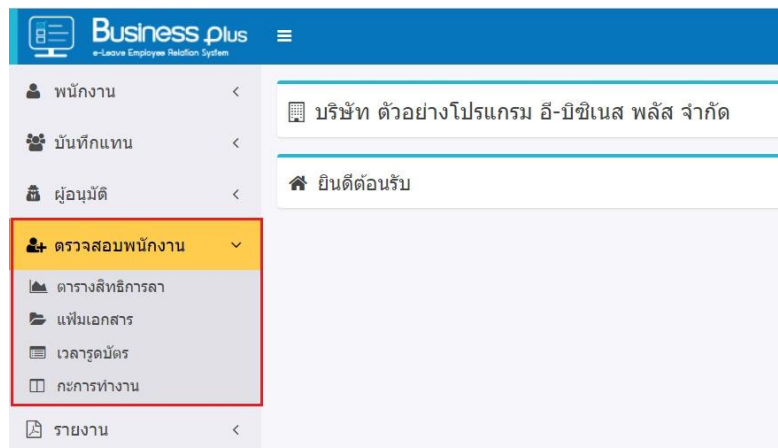 Business Plus
e-Leave Employee Relation System
พนักงาน
บันทึกแทน
ผู้อนุมัติ
ตรวจสอบพนักงาน
ตารางสิทธิการลา
แฟ้มเอกสาร
เวลารูดบัตร
กะการทำงาน
รายงาน
บริษัท ตัวอย่างโปรแกรม อี-บิซิเนส พลัส จำกัด
ยินดีต้อนรับ